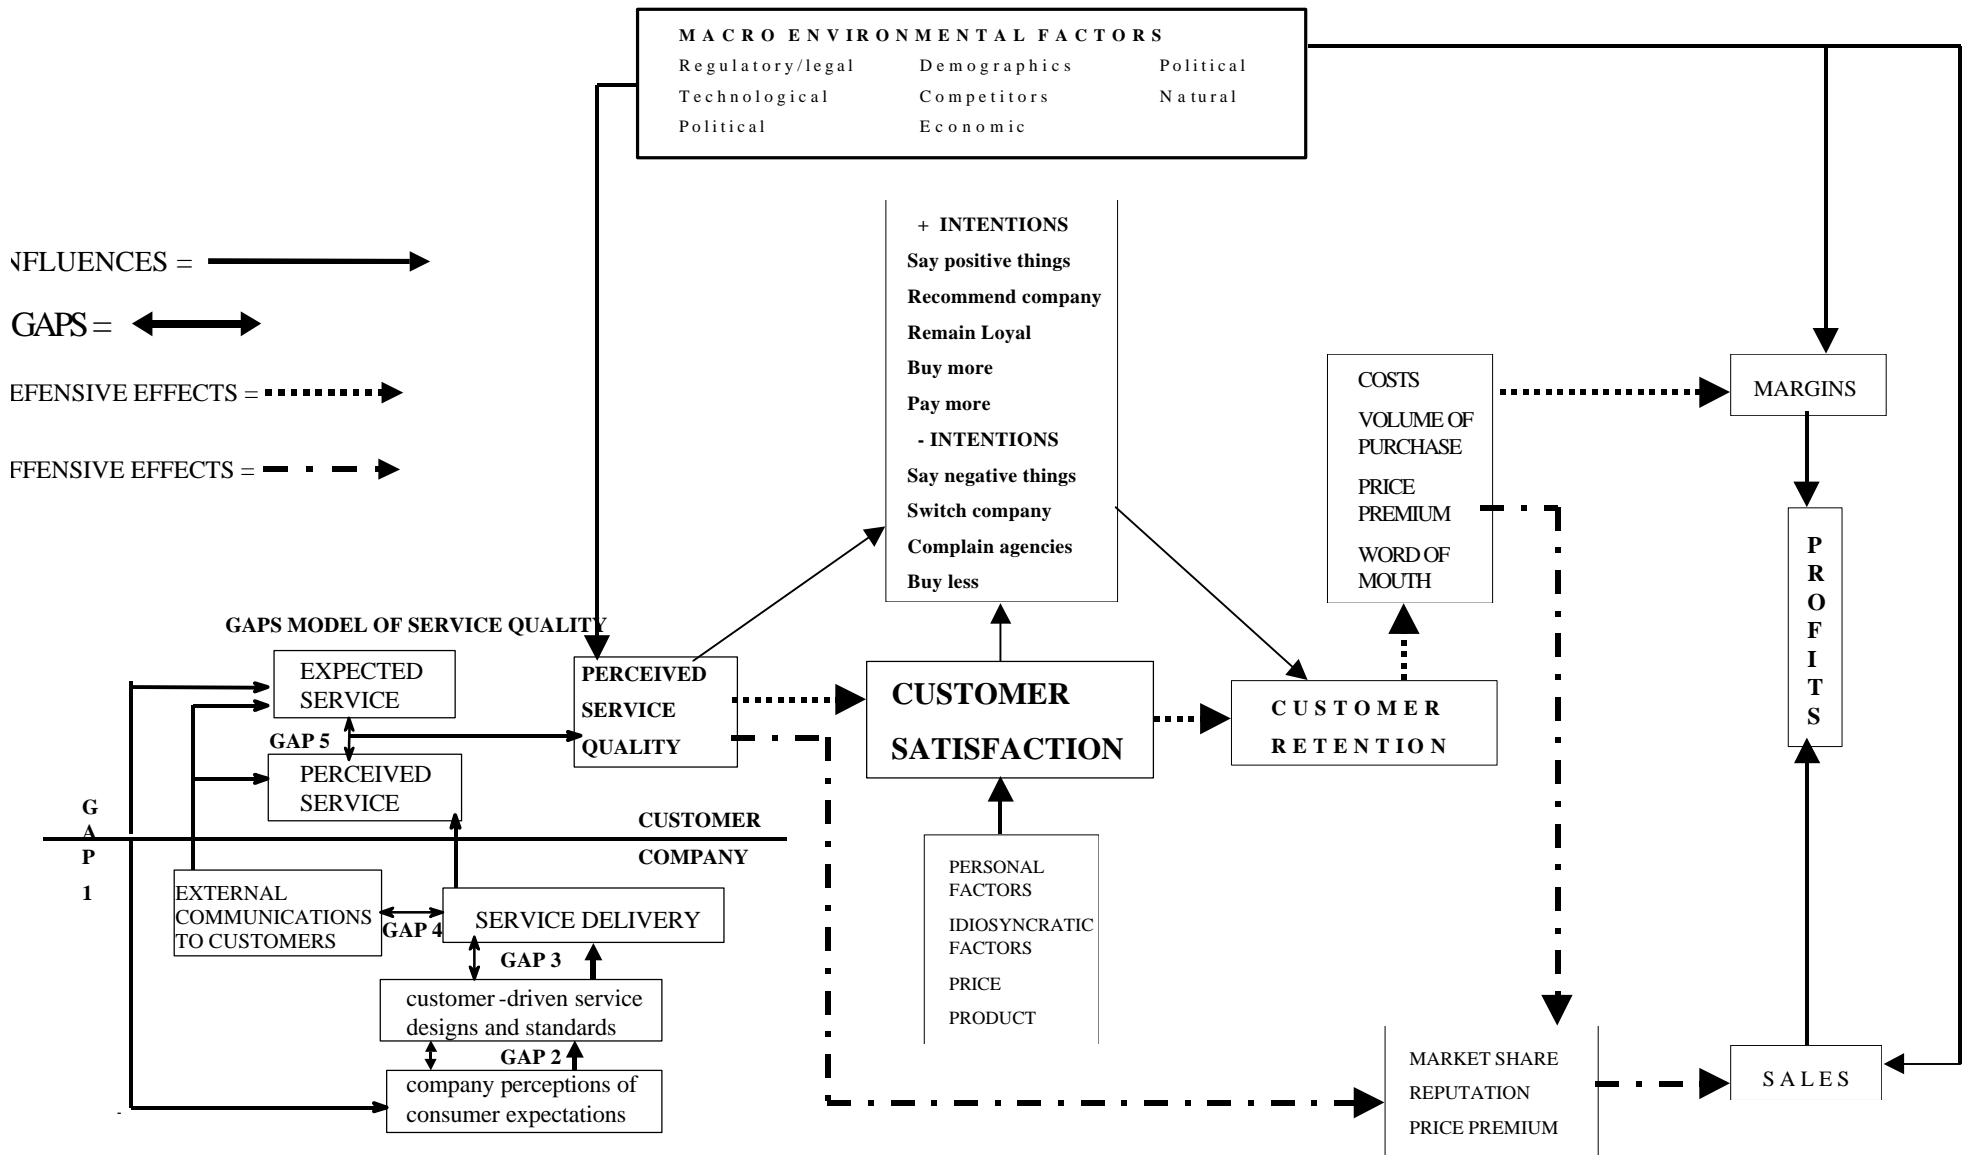 MACRO ENVIRONMENTAL FACTORS
Regulatory/legal Demographics Political
Technological Competitors Natural
Political Economic
NFLUENCES =
GAPS =
EFENSIVE EFFECTS =
FFENSIVE EFFECTS =
+ INTENTIONS
Say positive things
Recommend company
Remain Loyal
Buy more
Pay more
- INTENTIONS
Say negative things
Switch company
Complain agencies
Buy less
COSTS
VOLUME OF
PURCHASE
PRICE
PREMIUM
WORD OF
MOUTH
MARGINS
PROFITS
GAPS MODEL OF SERVICE QUALITY
EXPECTED
SERVICE
GAP 5
PERCEIVED
SERVICE
PERCEIVED
SERVICE
QUALITY
CUSTOMER
SATISFACTION
CUSTOMER
RETENTION
GAP 1
CUSTOMER
COMPANY
EXTERNAL
COMMUNICATIONS
TO CUSTOMERS
GAP 4
SERVICE DELIVERY
GAP 3
customer-driven service
designs and standards
GAP 2
company perceptions of
consumer expectations
PERSONAL
FACTORS
IDIOSYNCRATIC
FACTORS
PRICE
PRODUCT
MARKET SHARE
REPUTATION
PRICE PREMIUM
SALES